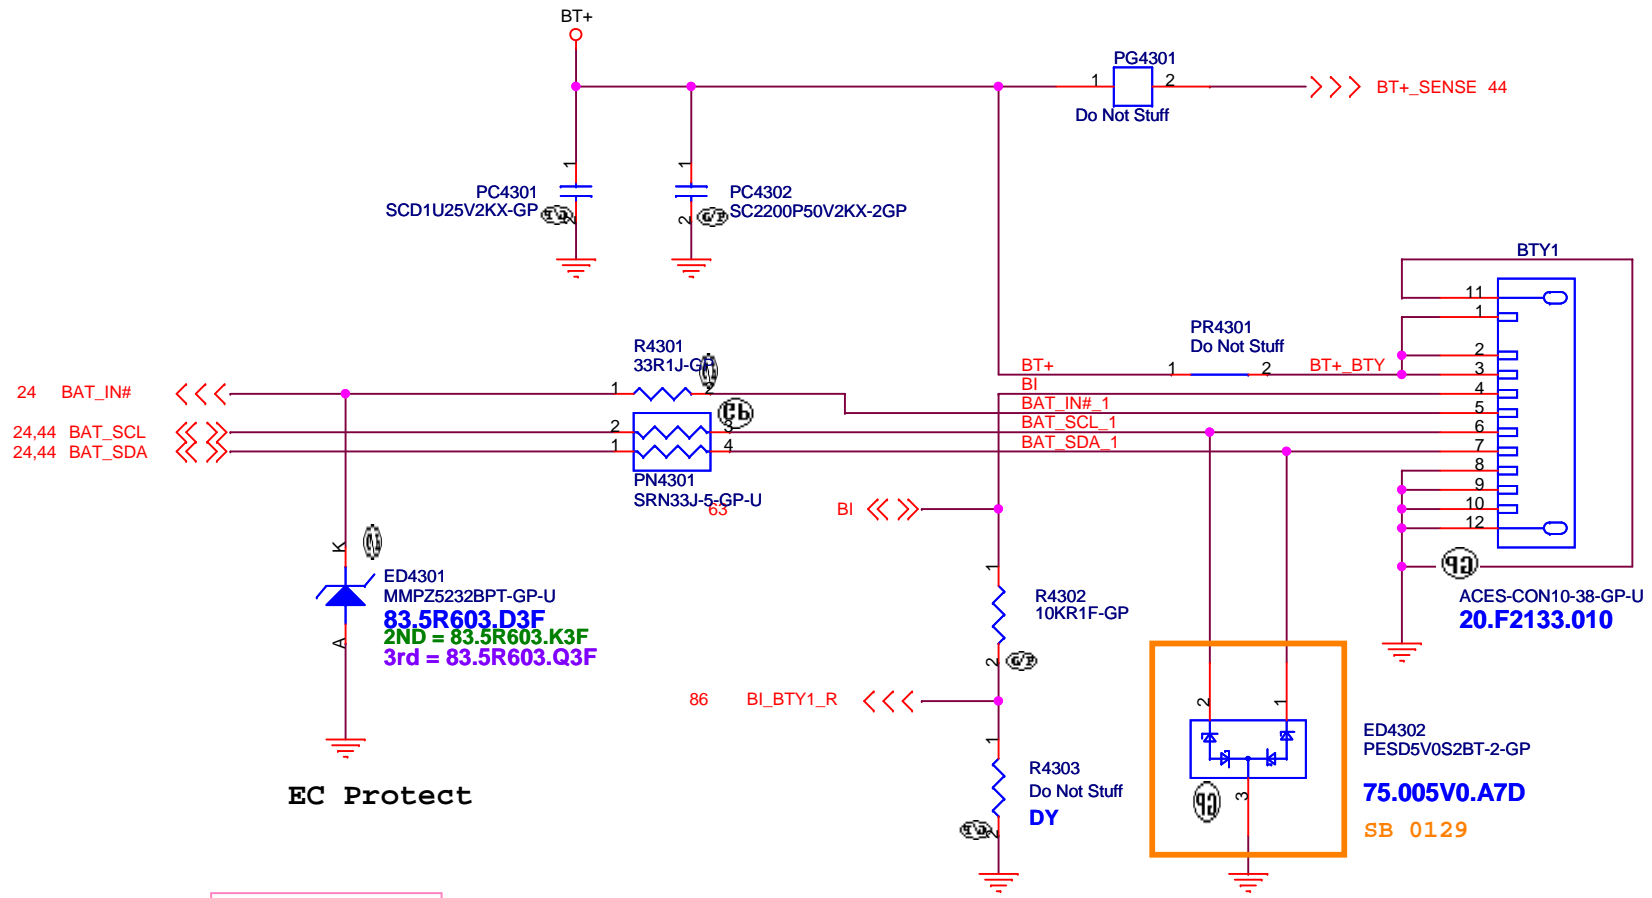 BT+
PG4301
1
2
BT+_SENSE 44
Do Not Stuff
1
1
PC4301
SCD1U25V2KX-GP
2
PC4302
SC2200P50V2KX-2GP
2
BTY1
11
1
2
3
4
5
6
7
8
9
10
12
PR4301
Do Not Stuff
BT+
1
2
BT+_BTY
BI
BAT_IN#_1
BAT_SCL_1
BAT_SDA_1
R4301
33R1J-GP
24 BAT_IN#
1
2
24,44 BAT_SCL
2
3
24,44 BAT_SDA
1
4
PN4301
SRN33J-5-GP-U
63
BI
K
ED4301
MMPZ5232BPT-GP-U
83.5R603.D3F
2ND = 83.5R603.K3F
3rd = 83.5R603.Q3F
A
1
R4302
10KR1F-GP
2
ACES-CON10-38-GP-U
20.F2133.010
86 BI_BTY1_R
2
1
1
R4303
Do Not Stuff
DY
2
3
ED4302
PESD5V0S2BT-2-GP
75.005V0.A7D
SB 0129
EC Protect